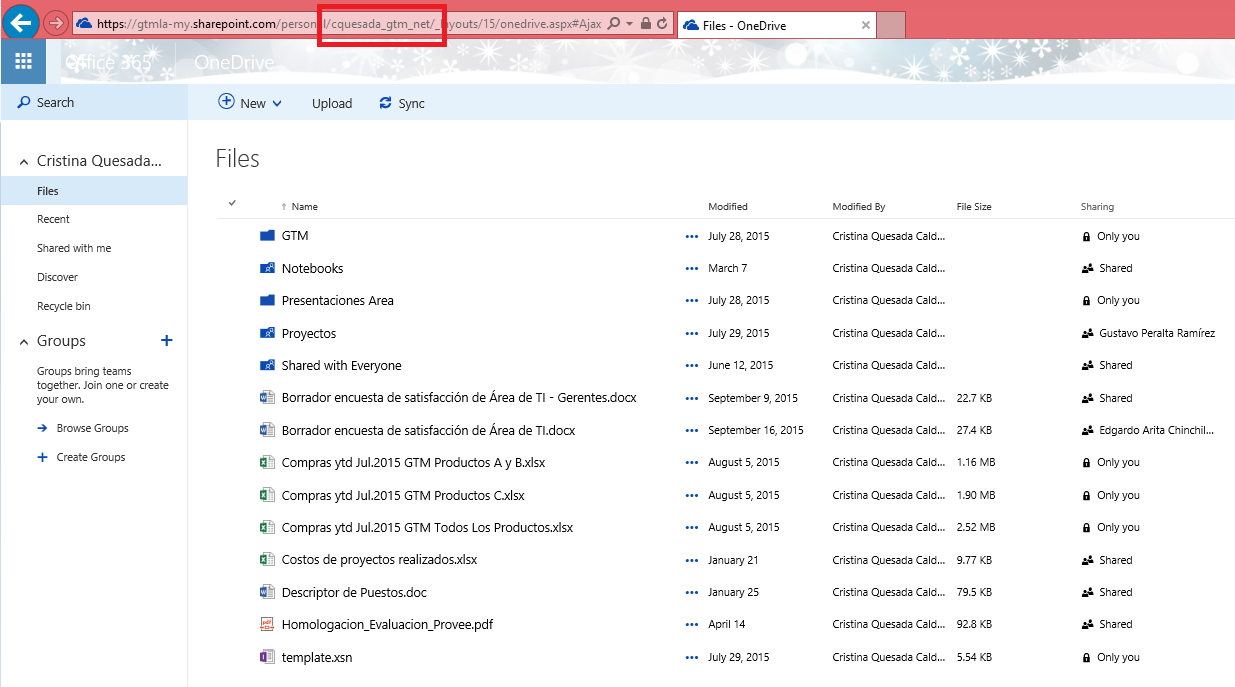 https://gtmla-my.sharepoint.com/personal/cquesada_gtm_net/_layouts/15/onedrive.aspx#Ajax
Files - OneDrive
Office 365
OneDrive
Search
New
Upload
Sync
Cristina Quesada...
Files
Recent
Shared with me
Discover
Recycle bin
Groups
Groups bring teams
together. Join one or create
your own.
Browse Groups
Create Groups
Files
Name Modified Modified By File Size Sharing
GTM ... July 28, 2015 Cristina Quesada Cald... Only you
Notebooks ... March 7 Cristina Quesada Cald... Shared
Presentaciones Area ... July 28, 2015 Cristina Quesada Cald... Only you
Proyectos ... July 29, 2015 Cristina Quesada Cald... Gustavo Peralta Ramírez
Shared with Everyone ... June 12, 2015 Cristina Quesada Cald... Shared
Borrador encuesta de satisfacción de Área de TI - Gerentes.docx ... September 9, 2015 Cristina Quesada Cald... 22.7 KB Shared
Borrador encuesta de satisfacción de Área de TI.docx ... September 16, 2015 Cristina Quesada Cald... 27.4 KB Edgardo Arita Chinchil...
Compras ytd Jul.2015 GTM Productos A y B.xlsx ... August 5, 2015 Cristina Quesada Cald... 1.16 MB Only you
Compras ytd Jul.2015 GTM Productos C.xlsx ... August 5, 2015 Cristina Quesada Cald... 1.90 MB Only you
Compras ytd Jul.2015 GTM Todos Los Productos.xlsx ... August 5, 2015 Cristina Quesada Cald... 2.52 MB Only you
Costos de proyectos realizados.xlsx ... January 21 Cristina Quesada Cald... 9.77 KB Shared
Descriptor de Puestos.doc ... January 25 Cristina Quesada Cald... 79.5 KB Shared
Homologacion_Evaluacion_Provee.pdf ... April 14 Cristina Quesada Cald... 92.8 KB Shared
template.xsn ... July 29, 2015 Cristina Quesada Cald... 5.54 KB Only you